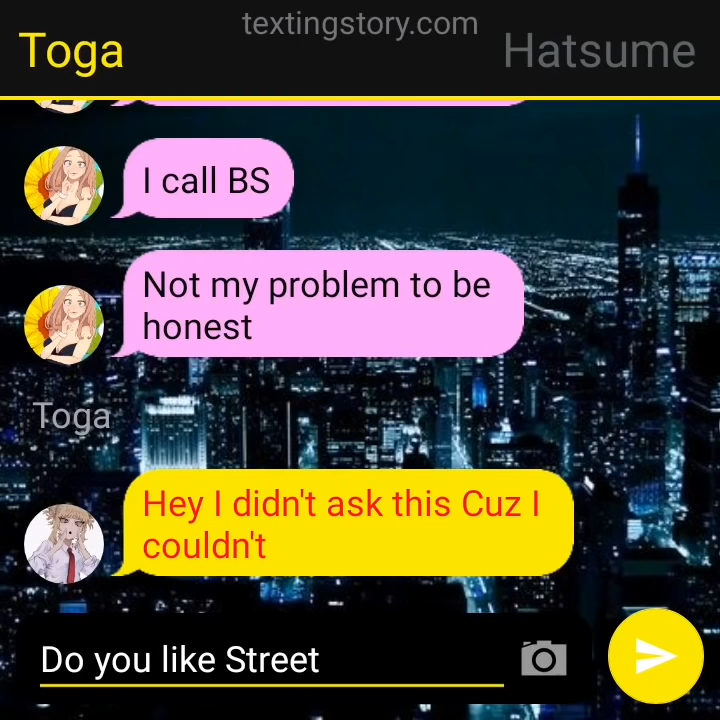 textingstory.com
Toga
Hatsume
I call BS
Not my problem to be
honest
Toga
Hey I didn't ask this Cuz I
couldn't
Do you like Street